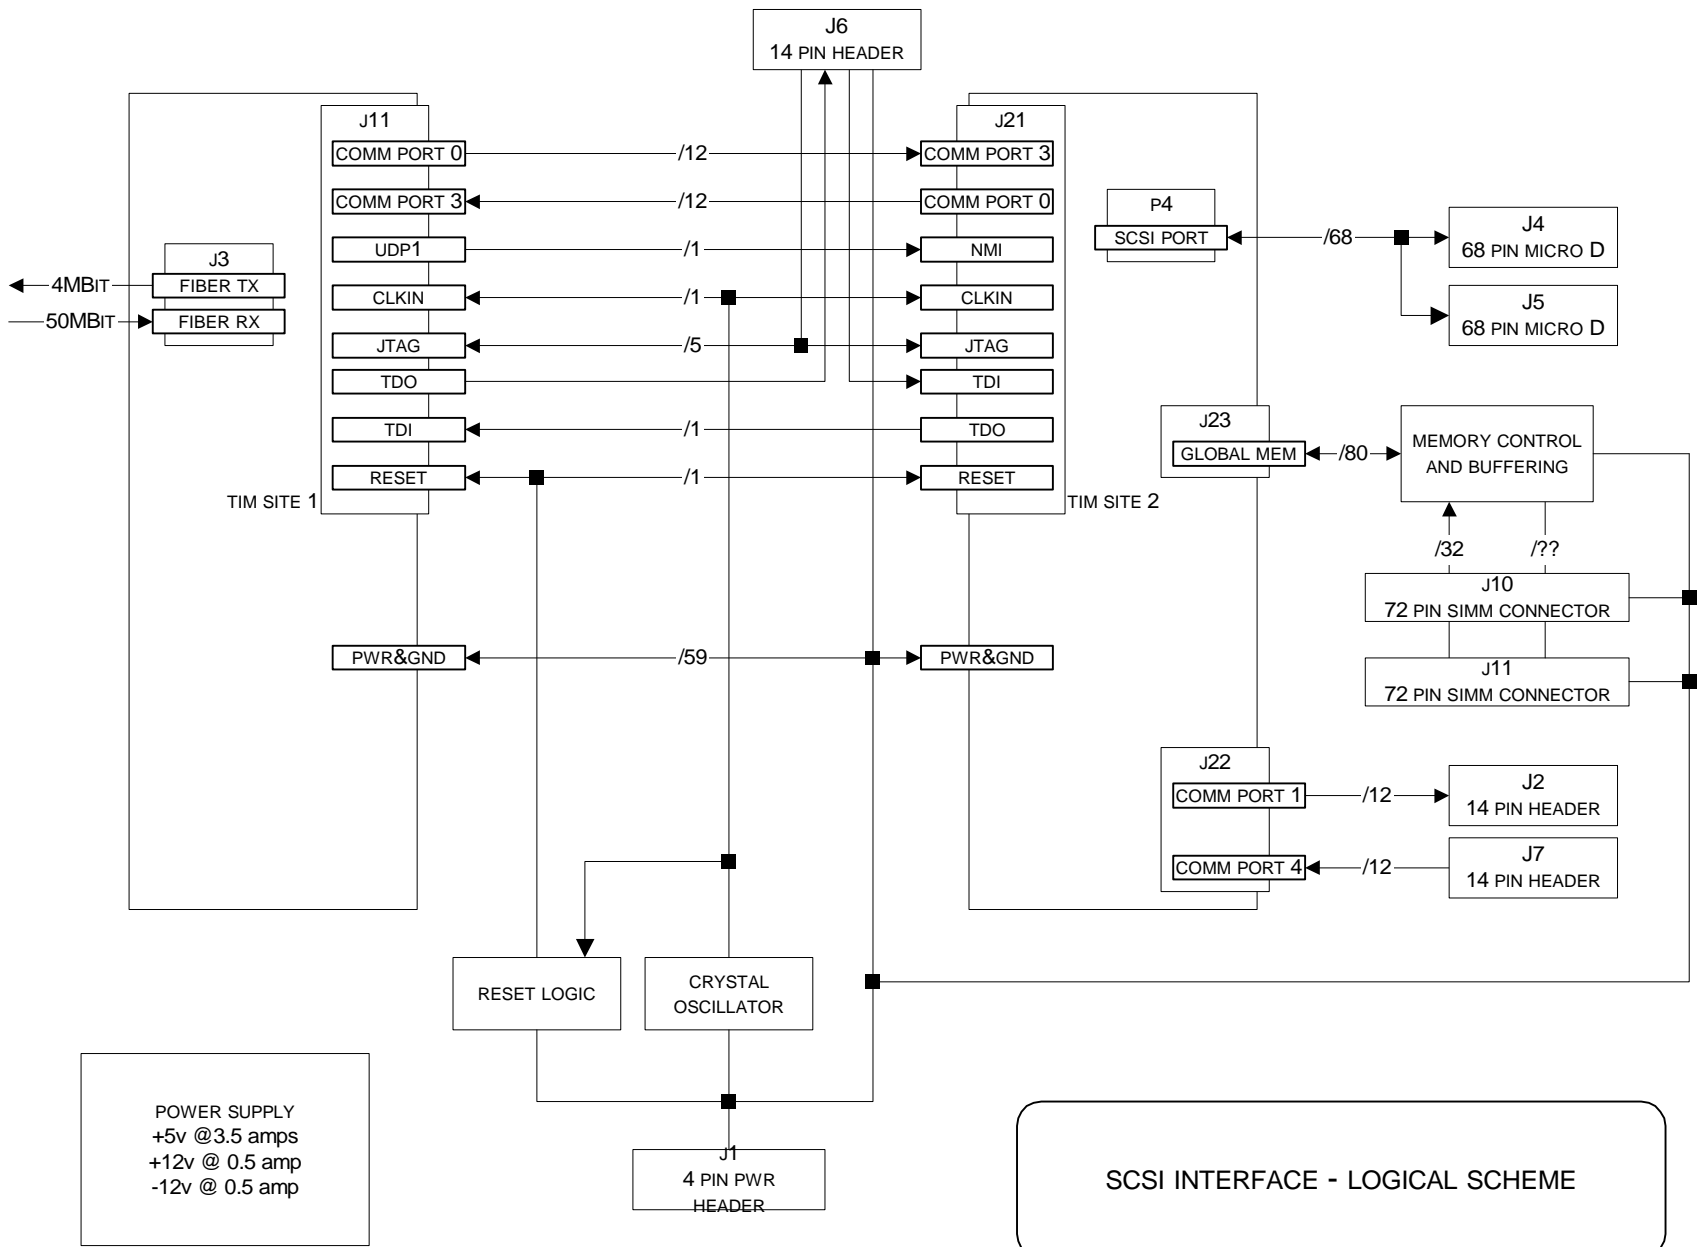 J6
14 PIN HEADER
J11
COMM PORT 0
/12
J21
COMM PORT 3
COMM PORT 3
/12
COMM PORT 0
UDP1
/1
NMI
CLKIN
/1
CLKIN
JTAG
/5
JTAG
TDO
TDI
TDI
/1
TDO
RESET
/1
RESET
TIM SITE 1
TIM SITE 2
PWR&GND
/59
PWR&GND
J3
FIBER TX
FIBER RX
4MBIT
50MBIT
P4
SCSI PORT
/68
J4
68 PIN MICRO D
J5
68 PIN MICRO D
J23
GLOBAL MEM
/80
MEMORY CONTROL
AND BUFFERING
/32
/??
J10
72 PIN SIMM CONNECTOR
J11
72 PIN SIMM CONNECTOR
J22
COMM PORT 1
/12
J2
14 PIN HEADER
COMM PORT 4
/12
J7
14 PIN HEADER
RESET LOGIC
CRYSTAL
OSCILLATOR
J1
4 PIN PWR
HEADER
POWER SUPPLY
+5v @3.5 amps
+12v @ 0.5 amp
-12v @ 0.5 amp
SCSI INTERFACE - LOGICAL SCHEME